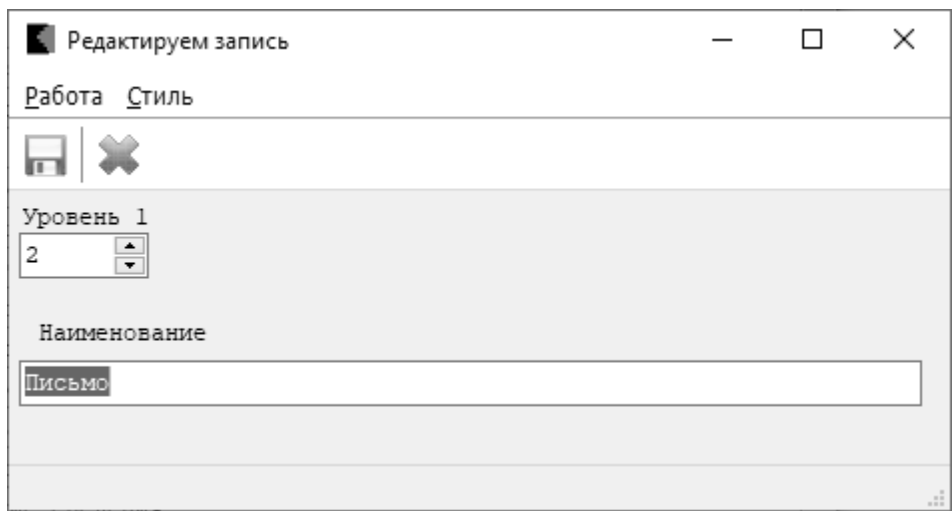 Редактируем запись
Работа Стиль
Уровень 1
2
Наименование
Письмо